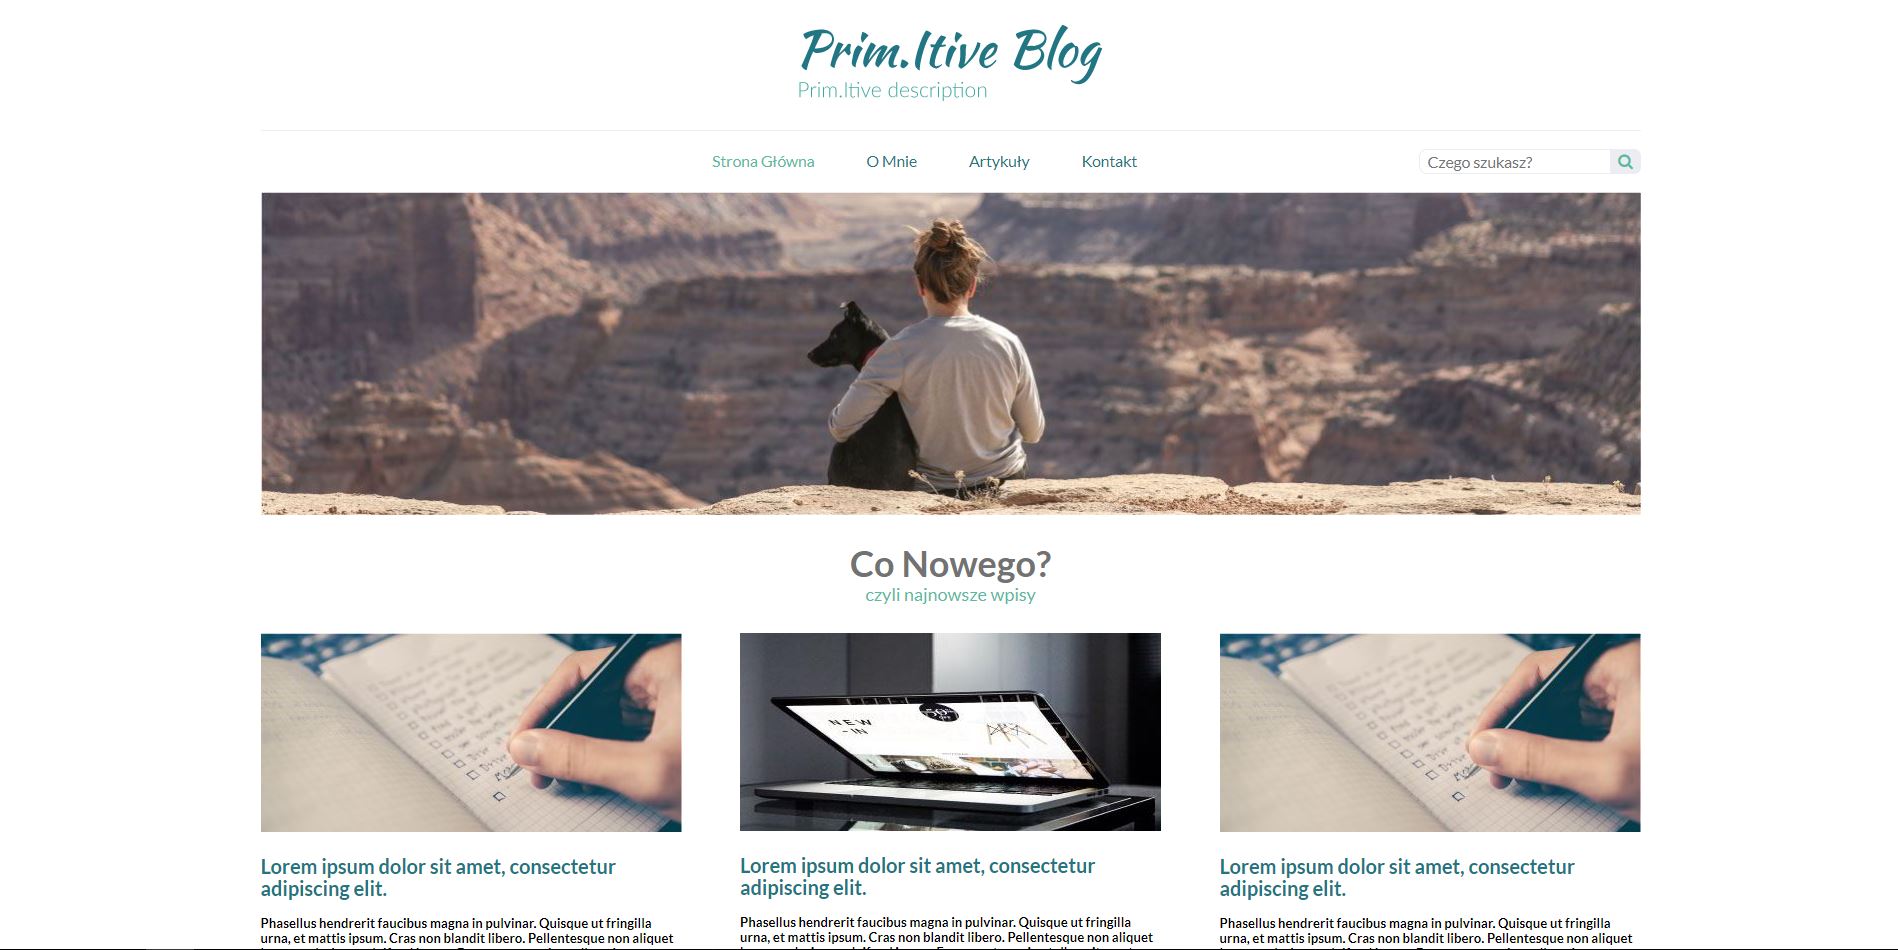 Prim.Itive Blog
Prim.Itive description
Strona Główna O Mnie Artykuły Kontakt Czego szukasz?
Co Nowego?
czyli najnowsze wpisy
NEW
-IN
50%
Lorem ipsum dolor sit amet, consectetur
adipiscing elit.
Phasellus hendrerit faucibus magna in pulvinar. Quisque ut fringilla
urna, et mattis ipsum. Cras non blandit libero. Pellentesque non aliquet
Lorem ipsum dolor sit amet, consectetur
adipiscing elit.
Phasellus hendrerit faucibus magna in pulvinar. Quisque ut fringilla
urna, et mattis ipsum. Cras non blandit libero. Pellentesque non aliquet
Lorem ipsum dolor sit amet, consectetur
adipiscing elit.
Phasellus hendrerit faucibus magna in pulvinar. Quisque ut fringilla
urna, et mattis ipsum. Cras non blandit libero. Pellentesque non aliquet